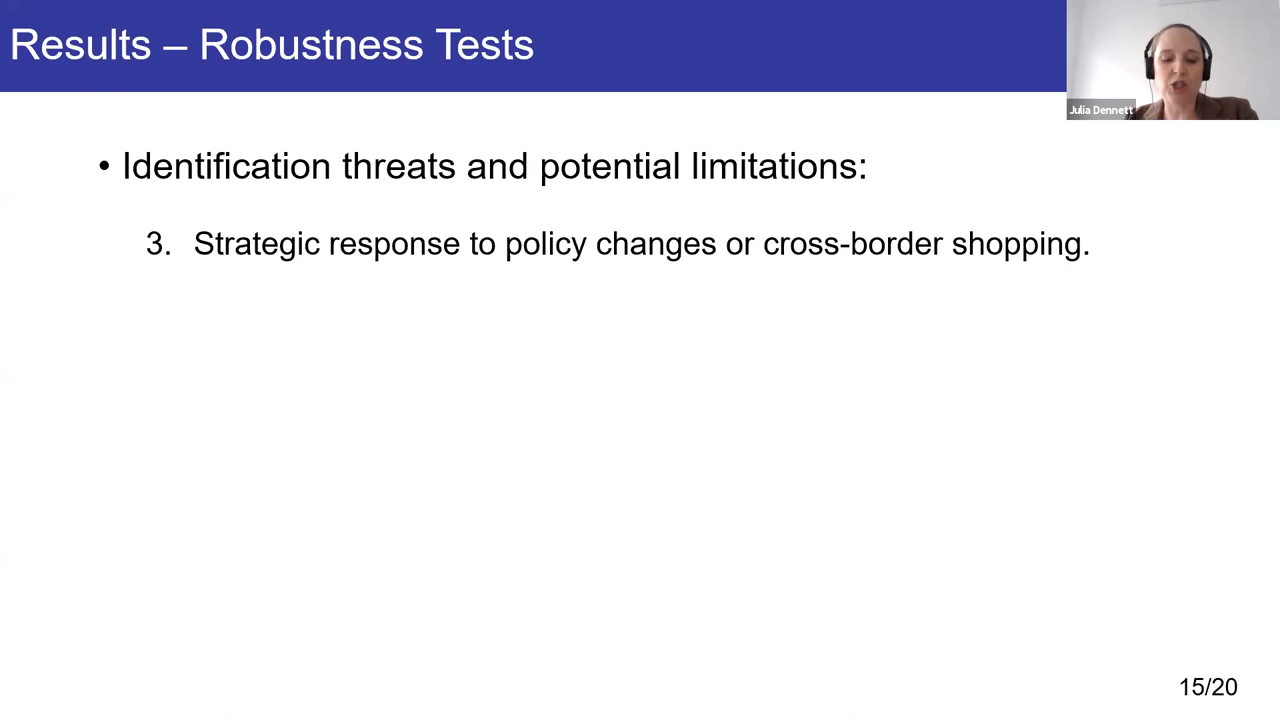 Results – Robustness Tests
Julia Dennett
• Identification threats and potential limitations:
3. Strategic response to policy changes or cross-border shopping.
15/20